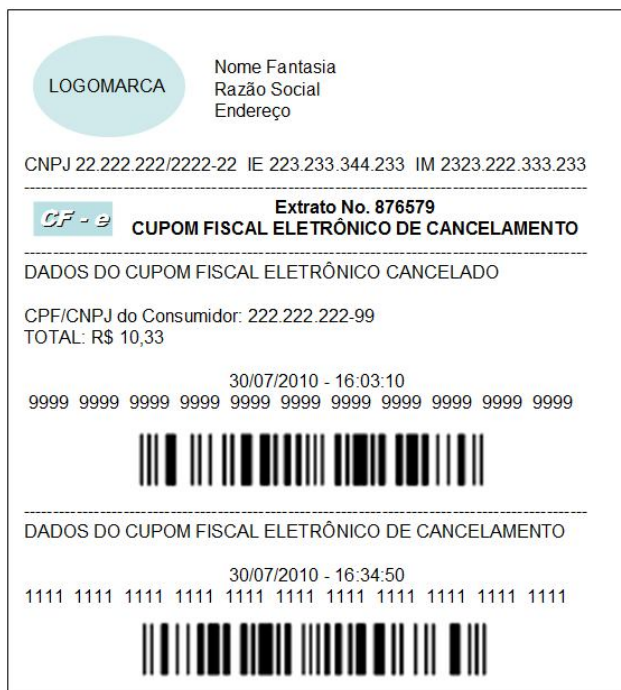 LOGOMARCA
Nome Fantasia
Razão Social
Endereço
CNPJ 22.222.222/2222-22 IE 223.233.344.233 IM 2323.222.333.233
--------------------------------------------------------------------------------
CF - e
Extrato No. 876579
CUPOM FISCAL ELETRÔNICO DE CANCELAMENTO
--------------------------------------------------------------------------------
DADOS DO CUPOM FISCAL ELETRÔNICO CANCELADO
CPF/CNPJ do Consumidor: 222.222.222-99
TOTAL: R$ 10,33
30/07/2010 - 16:03:10
9999 9999 9999 9999 9999 9999 9999 9999 9999 9999 9999
--------------------------------------------------------------------------------
DADOS DO CUPOM FISCAL ELETRÔNICO DE CANCELAMENTO
30/07/2010 - 16:34:50
1111 1111 1111 1111 1111 1111 1111 1111 1111 1111 1111